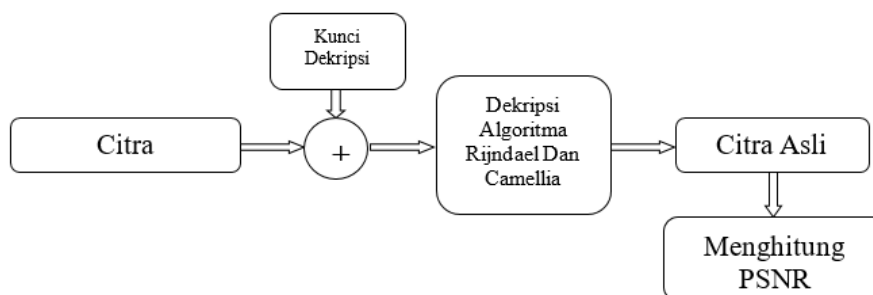 Kunci
Dekripsi
Citra
+
Dekripsi
Algoritma
Rijndael Dan
Camellia
Citra Asli
Menghitung
PSNR